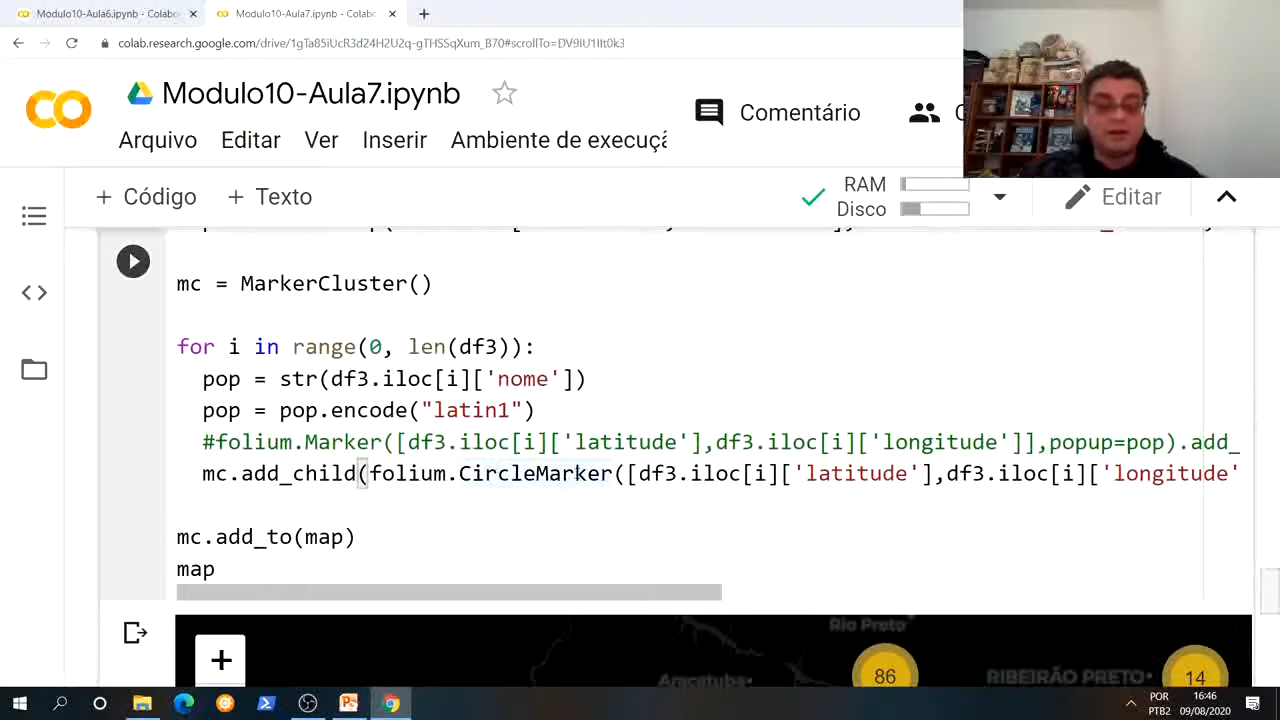 Modulo10-Aula6.ipynb - Colabo
Modulo10-Aula7.ipynb - Colabo
colab.research.google.com/drive/1gTa85iUcR3d24H2U2q-gTHSSqXum_B70#scrollTo=DV9IU1Ift0k3
Modulo10-Aula7.ipynb
Comentário
Arquivo Editar Ver Inserir Ambiente de execuçã
+ Código + Texto
RAM
Disco
Editar
mc = MarkerCluster()
for i in range(0, len(df3)):
pop = str(df3.iloc[i]['nome'])
pop = pop.encode("latin1")
#folium.Marker([df3.iloc[i]['latitude'],df3.iloc[i]['longitude']],popup=pop).add_
mc.add_child(folium.CircleMarker([df3.iloc[i]['latitude'],df3.iloc[i]['longitude'
mc.add_to(map)
map
+
Rio Preto
Araçatuba
86
RIBEIRÃO PRETO
14
POR
PTB2
16:46
09/08/2020